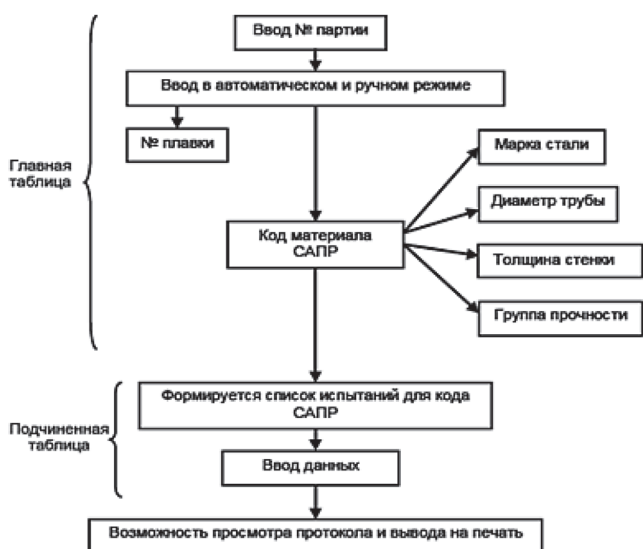 Ввод № партии
Ввод в автоматическом и ручном режиме
№ плавки
Марка стали
Главная
таблица
Диаметр трубы
Код материала
САПР
Толщина стенки
Группа прочности
Формируется список испытаний для кода
САПР
Подчиненная
таблица
Ввод данных
Возможность просмотра протокола и вывода на печать